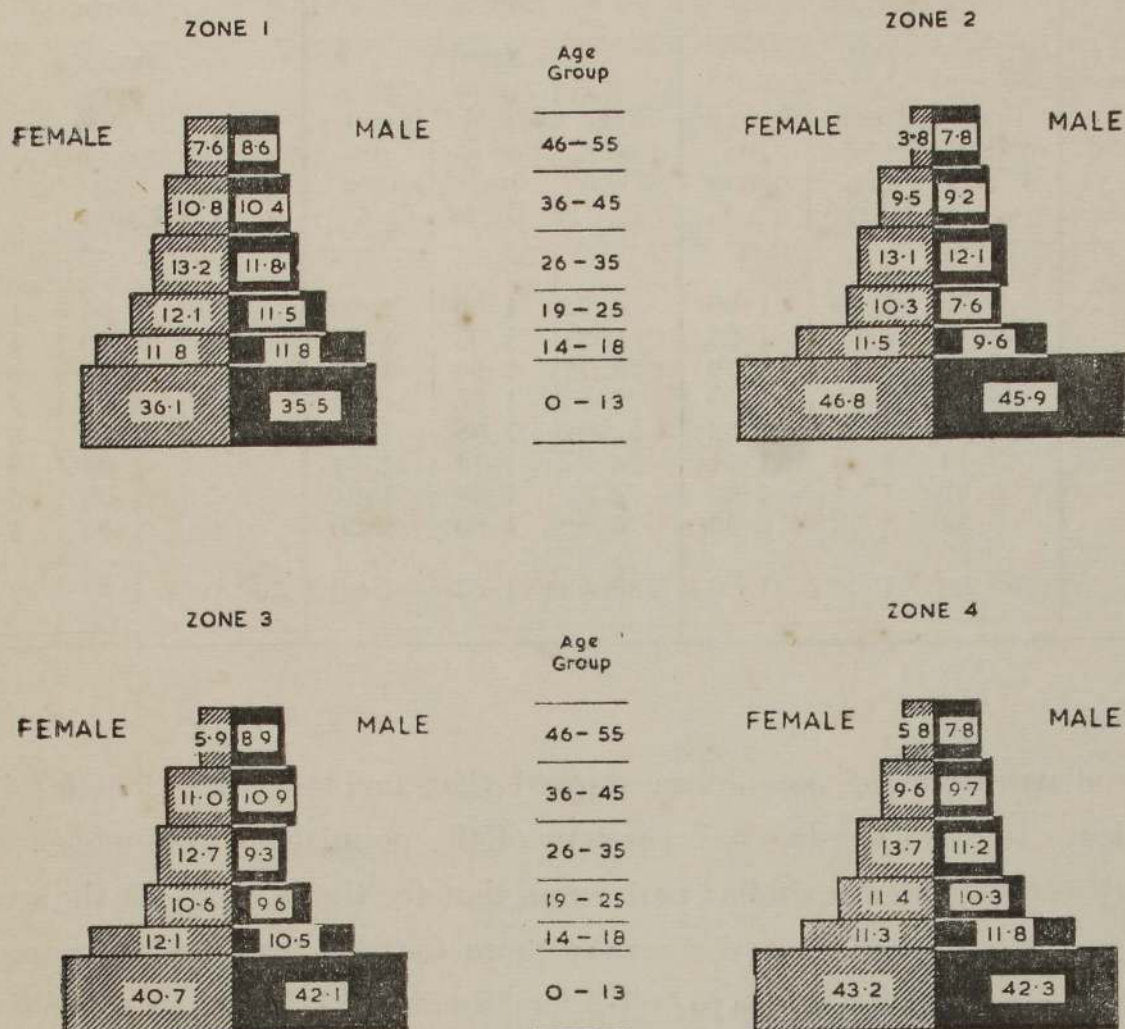 ZONE 1
ZONE 2
Age
Group
FEMALE MALE
46-55
FEMALE MALE
7·6 8·6
3·8 7·8
36-45
10·8 10·4
9·5 9·2
26-35
13·2 11·8
13·1 12·1
19-25
12·1 11·5
10·3 7·6
14-18
11 8 11·8
11·5 9·6
0-13
36·1 35·5
46·8 45·9
ZONE 3
ZONE 4
Age
Group
FEMALE MALE
46-55
FEMALE MALE
5·9 8 9
5 8 7·8
36-45
11·0 10·9
9·6 9·7
26-35
12·7 9·3
13·7 11·2
19-25
10·6 9 6
11 4 10·3
14-18
12·1 10·5
11·3 11·8
0-13
40·7 42·1
43·2 42·3